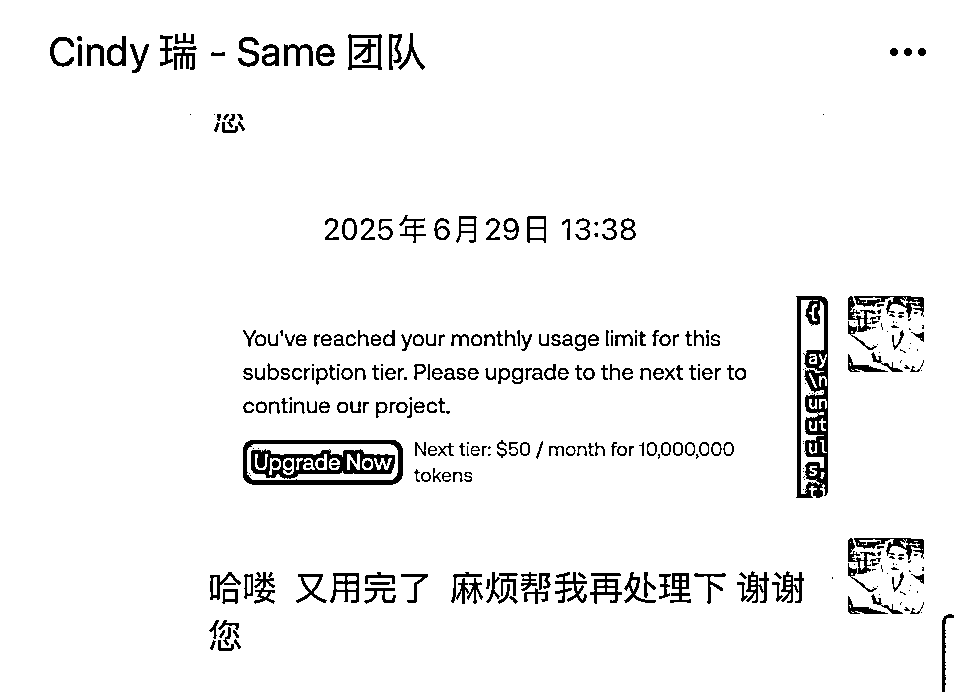 Cindy 瑞 - Same 团队
您
2025年6月29日 13:38
You've reached your monthly usage limit for this
subscription tier. Please upgrade to the next tier to
continue our project.
Upgrade Now
Next tier: $50 / month for 10,000,000
tokens
哈喽 又用完了 麻烦帮我再处理下 谢谢
您